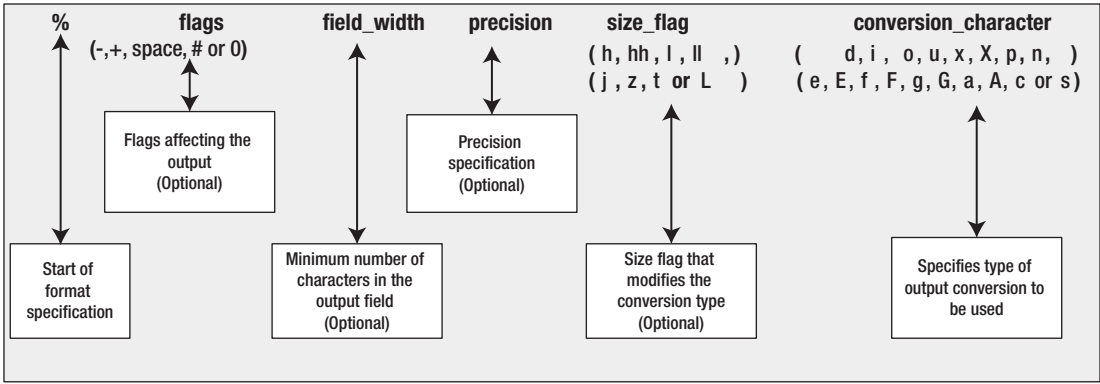 % flags field_width precision size_flag conversion_character
(-,+, space, # or 0)
( h, hh, l , ll , )
( j , z, t or L )
( d, i , o, u, x, X, p, n, )
( e, E, f , F, g, G, a, A, c or s )
Flags affecting the
output
(Optional)
Precision
specification
(Optional)
Start of
format
specification
Minimum number of
characters in the
output field
(Optional)
Size flag that
modifies the
conversion type
(Optional)
Specifies type of
output conversion to
be used